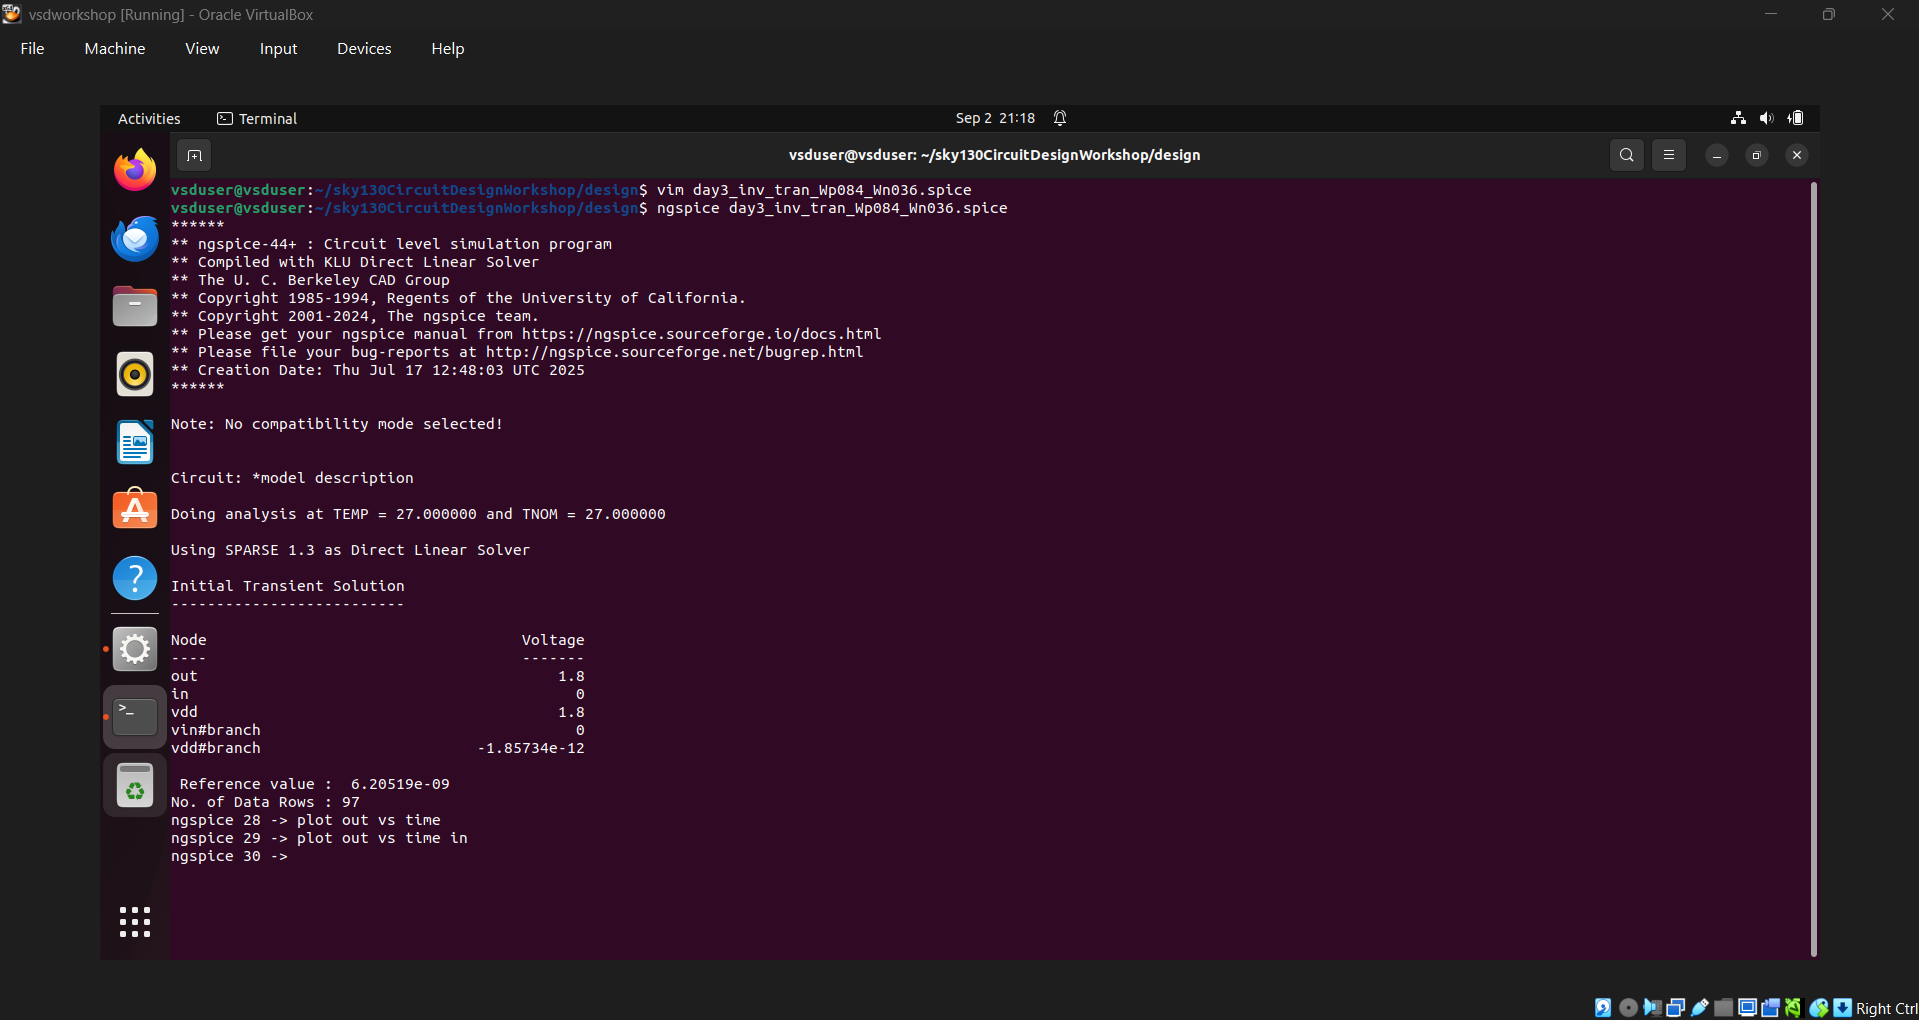 vsdworkshop [Running] - Oracle VirtualBox
File Machine View Input Devices Help
Activities Terminal Sep 2 21:18
vsduser@vsduser: ~/sky130CircuitDesignWorkshop/design
vsduser@vsduser:~/sky130CircuitDesignWorkshop/design$ vim day3_inv_tran_Wp084_Wn036.spice
vsduser@vsduser:~/sky130CircuitDesignWorkshop/design$ ngspice day3_inv_tran_Wp084_Wn036.spice
******
** ngspice-44+ : Circuit level simulation program
** Compiled with KLU Direct Linear Solver
** The U. C. Berkeley CAD Group
** Copyright 1985-1994, Regents of the University of California.
** Copyright 2001-2024, The ngspice team.
** Please get your ngspice manual from https://ngspice.sourceforge.io/docs.html
** Please file your bug-reports at http://ngspice.sourceforge.net/bugrep.html
** Creation Date: Thu Jul 17 12:48:03 UTC 2025
******
Note: No compatibility mode selected!
Circuit: *model description
Doing analysis at TEMP = 27.000000 and TNOM = 27.000000
Using SPARSE 1.3 as Direct Linear Solver
Initial Transient Solution
--------------------------
Node Voltage
---- -------
out 1.8
in 0
vdd 1.8
vin#branch 0
vdd#branch -1.85734e-12
Reference value : 6.20519e-09
No. of Data Rows : 97
ngspice 28 -> plot out vs time
ngspice 29 -> plot out vs time in
ngspice 30 ->
Right Ctrl